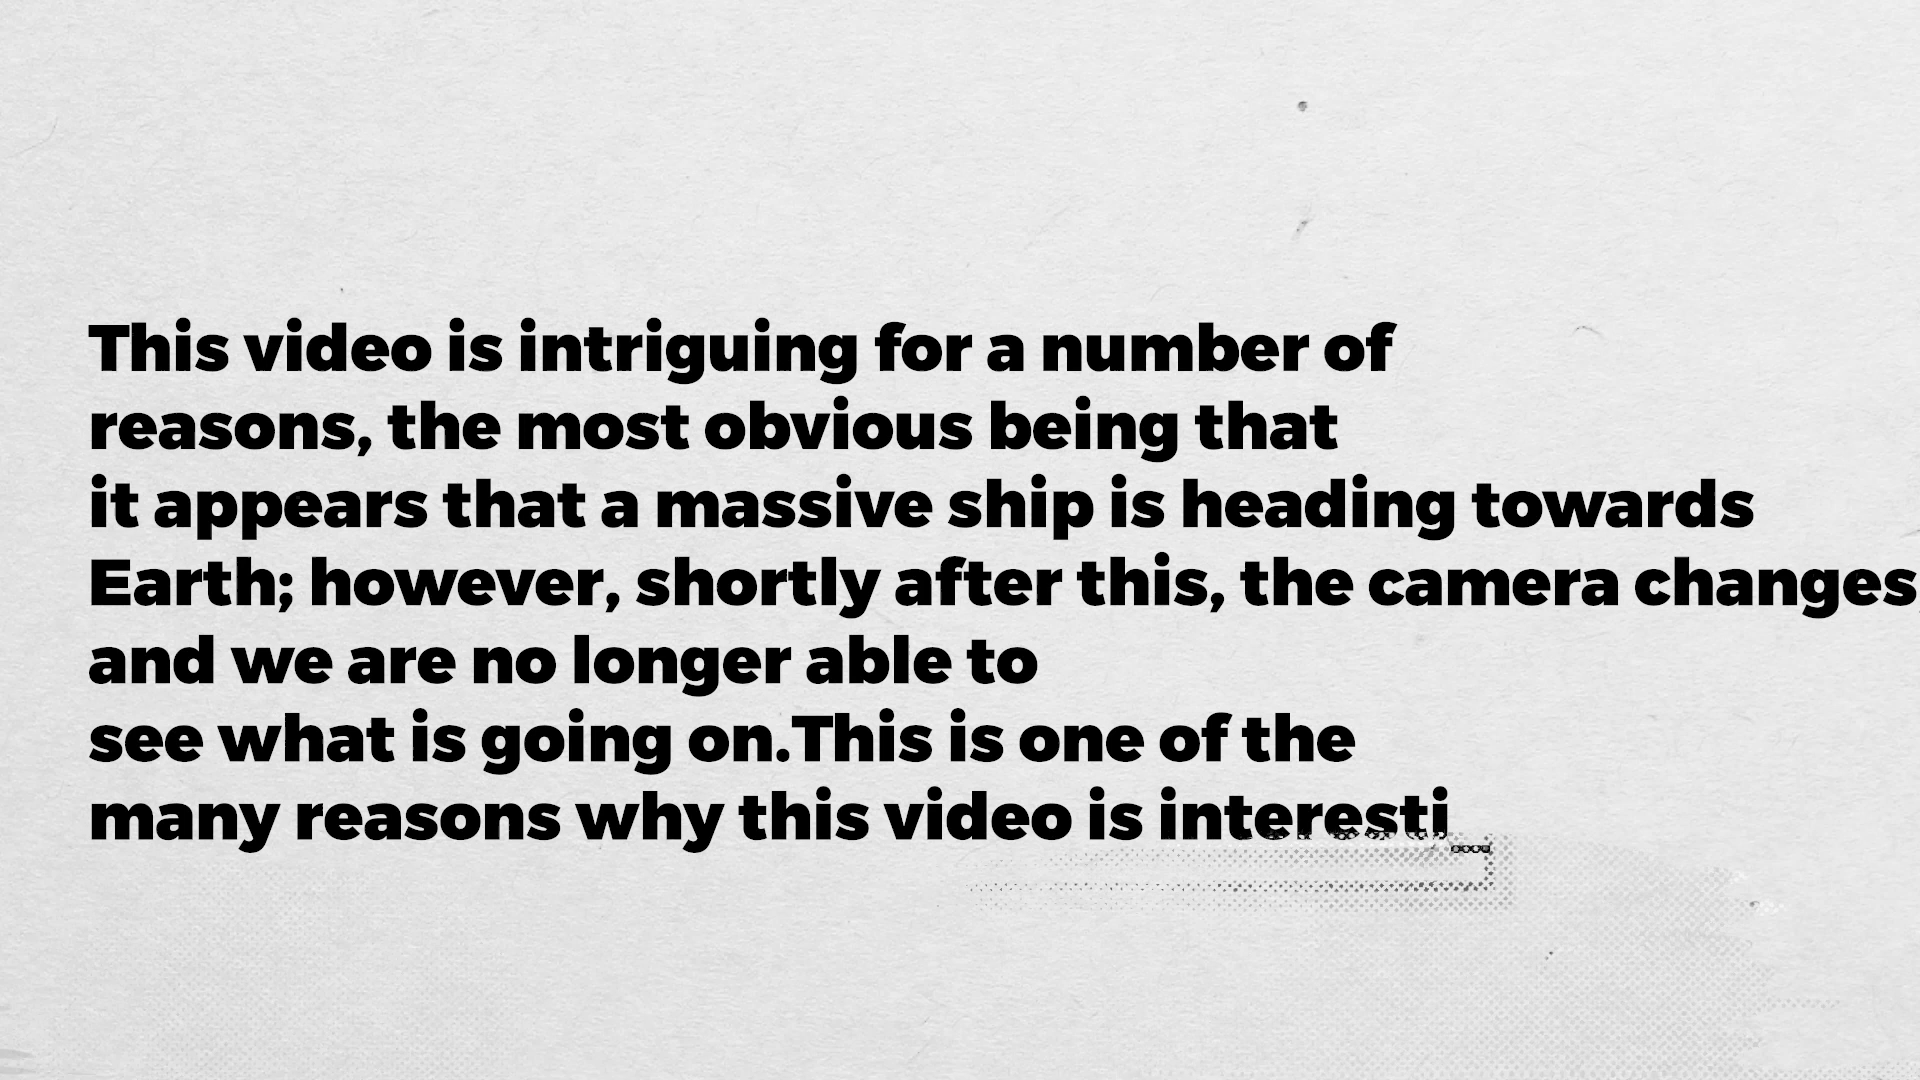 This video is intriguing for a number of
reasons, the most obvious being that
it appears that a massive ship is heading towards
Earth; however, shortly after this, the camera changes
and we are no longer able to
see what is going on.This is one of the
many reasons why this video is interesti